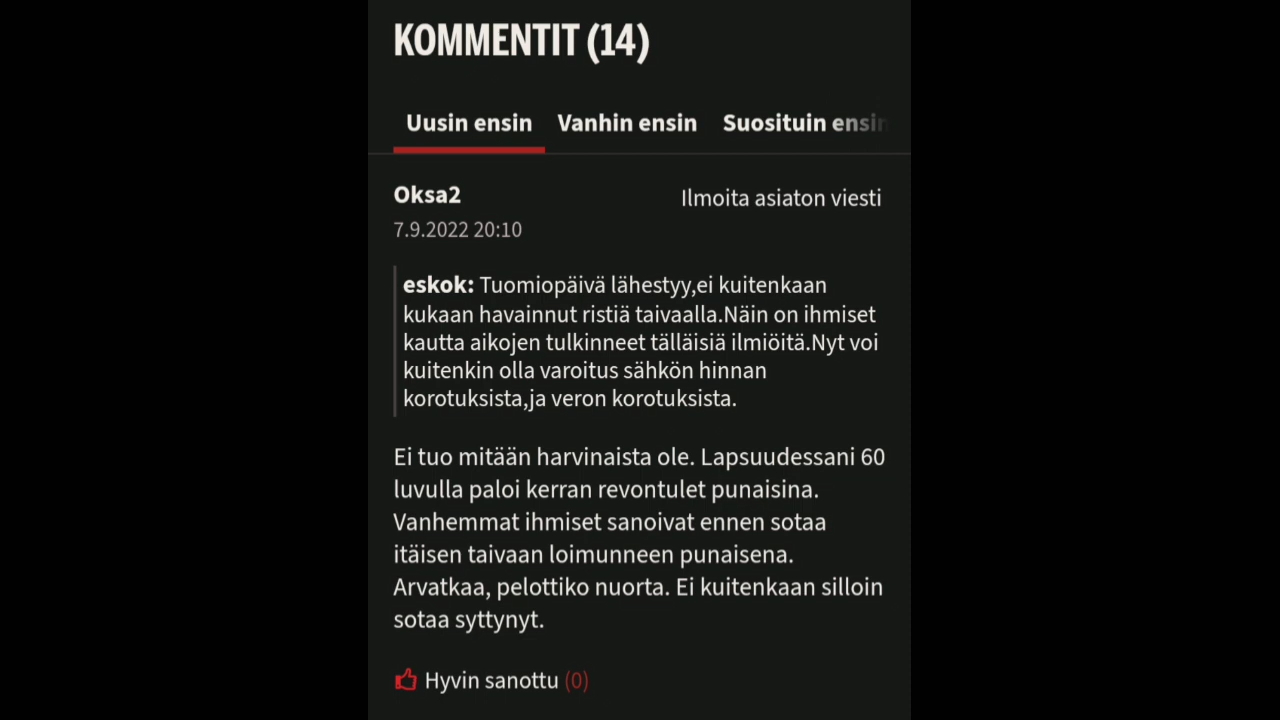 KOMMENTIT (14)
Uusin ensin Vanhin ensin Suosituin ensin
Oksa2 Ilmoita asiaton viesti
7.9.2022 20:10
eskok: Tuomiopäivä lähestyy,ei kuitenkaan
kukaan havainnut ristiä taivaalla.Näin on ihmiset
kautta aikojen tulkinneet tälläisiä ilmiöitä.Nyt voi
kuitenkin olla varoitus sähkön hinnan
korotuksista,ja veron korotuksista.
Ei tuo mitään harvinaista ole. Lapsuudessani 60
luvulla paloi kerran revontulet punaisina.
Vanhemmat ihmiset sanoivat ennen sotaa
itäisen taivaan loimunneen punaisena.
Arvatkaa, pelottiko nuorta. Ei kuitenkaan silloin
sotaa syttynyt.
Hyvin sanottu (0)